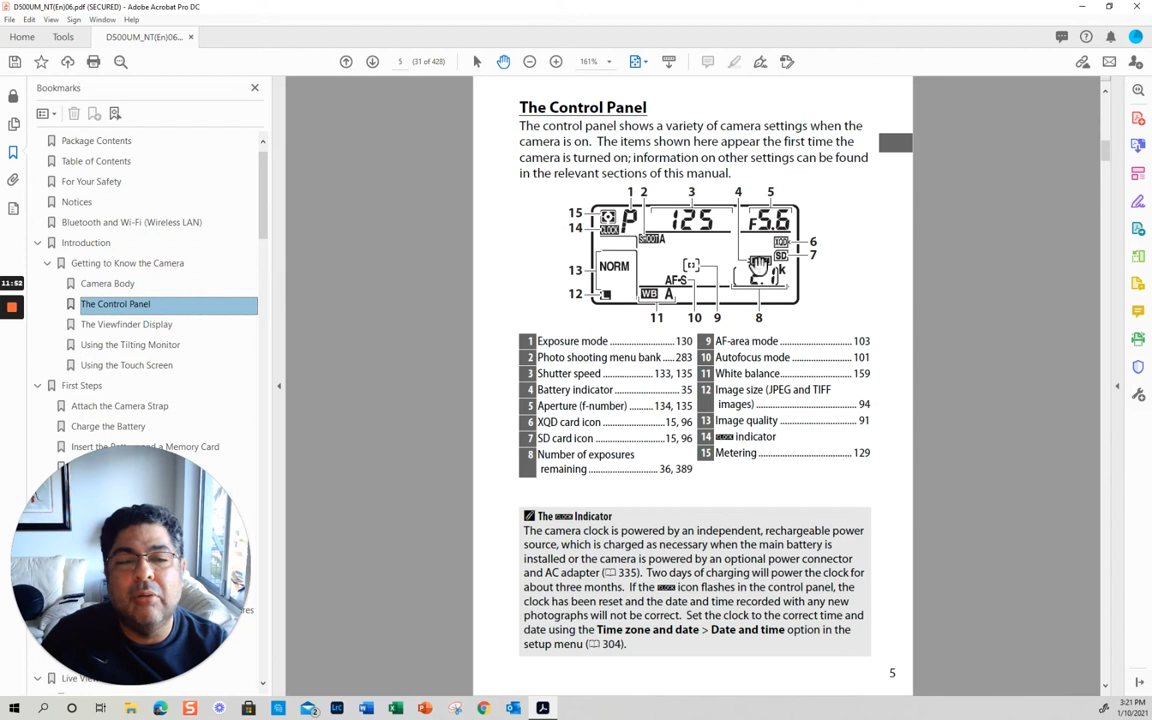 D500UM_NT(En)06.pdf (SECURED) - Adobe Acrobat Pro DC
File Edit View Sign Window Help
Home Tools D500UM_NT(En)06... ×
5 (31 of 428) 161%
Bookmarks
Package Contents
Table of Contents
For Your Safety
Notices
Bluetooth and Wi-Fi (Wireless LAN)
Introduction
Getting to Know the Camera
Camera Body
The Control Panel
The Viewfinder Display
Using the Tilting Monitor
Using the Touch Screen
First Steps
Attach the Camera Strap
Charge the Battery
Insert the Battery and a Memory Card
Live
11:52
The Control Panel
The control panel shows a variety of camera settings when the
camera is on. The items shown here appear the first time the
camera is turned on; information on other settings can be found
in the relevant sections of this manual.
1 2 3 4 5
15 P 125 F5.6
14 CLOCK SHOOT A XQD 6
SD 7
13 NORM
AF-S k
12 WB A
11 10 9 8
1 Exposure mode 130
2 Photo shooting menu bank 283
3 Shutter speed 133, 135
4 Battery indicator 35
5 Aperture (f-number) 134, 135
6 XQD card icon 15, 96
7 SD card icon 15, 96
8 Number of exposures
remaining 36, 389
9 AF-area mode 103
10 Autofocus mode 101
11 White balance 159
12 Image size (JPEG and TIFF
images) 94
13 Image quality 91
14 CLOCK indicator
15 Metering 129
The CLOCK Indicator
The camera clock is powered by an independent, rechargeable power
source, which is charged as necessary when the main battery is
installed or the camera is powered by an optional power connector
and AC adapter (335). Two days of charging will power the clock for
about three months. If the CLOCK icon flashes in the control panel, the
clock has been reset and the date and time recorded with any new
photographs will not be correct. Set the clock to the correct time and
date using the Time zone and date > Date and time option in the
setup menu (304).
5
3:21 PM
1/10/2021